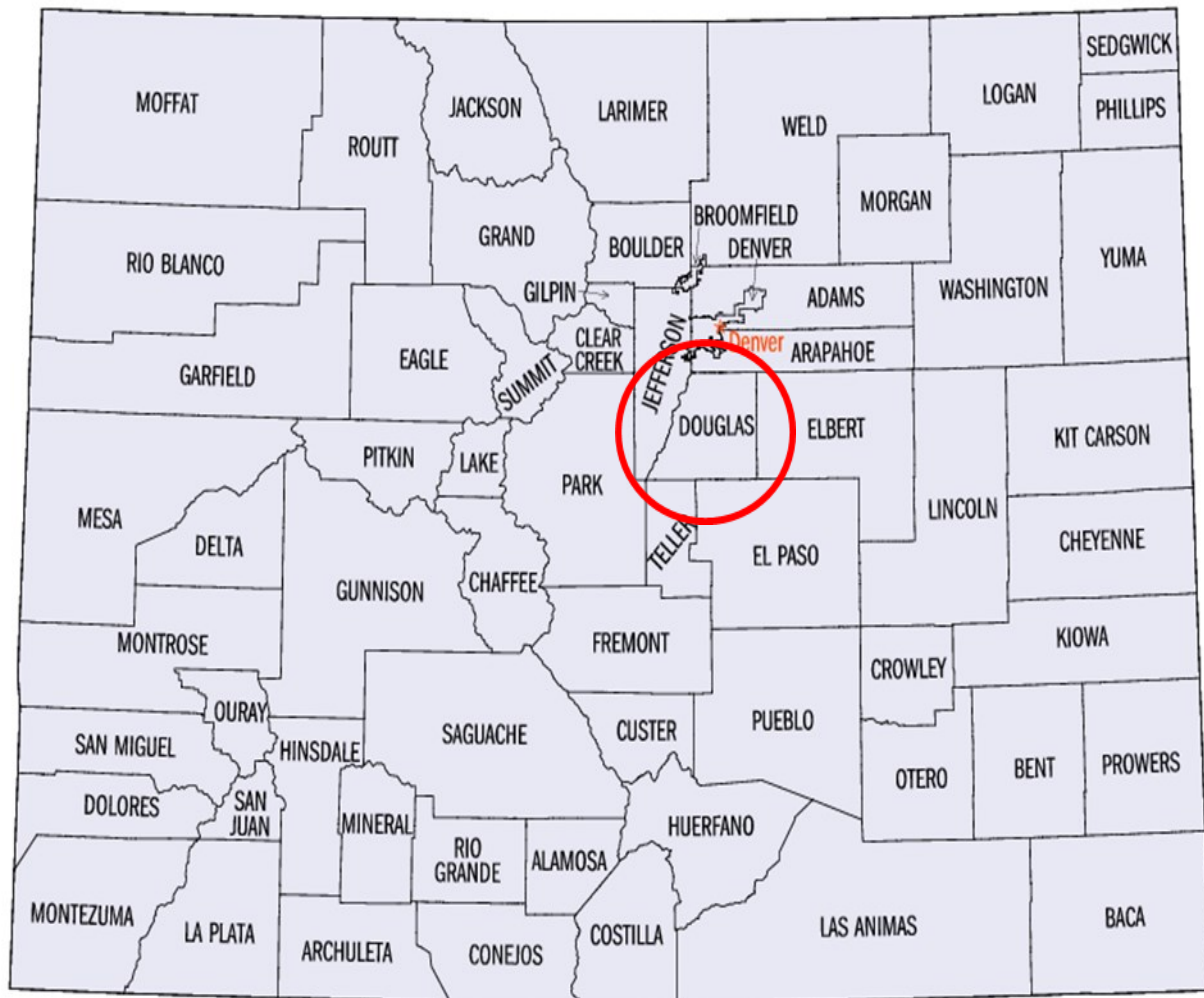 SEDGWICK
LOGAN
MOFFAT
JACKSON
LARIMER
PHILLIPS
WELD
ROUTT
MORGAN
BROOMFIELD
GRAND
BOULDER
DENVER
YUMA
RIO BLANCO
GILPIN
ADAMS
WASHINGTON
CLEAR
CREEK
Denver
EAGLE
ARAPAHOE
SUMMIT
JEFFERSON
GARFIELD
DOUGLAS
ELBERT
KIT CARSON
PITKIN
LAKE
PARK
LINCOLN
MESA
DELTA
TELLER
EL PASO
CHEYENNE
GUNNISON
CHAFFEE
MONTROSE
FREMONT
KIOWA
CROWLEY
OURAY
SAN MIGUEL
HINSDALE
SAGUACHE
CUSTER
PUEBLO
OTERO
BENT
PROWERS
DOLORES
SAN
JUAN
MINERAL
HUERFANO
RIO
GRANDE
ALAMOSA
MONTEZUMA
LA PLATA
ARCHULETA
CONEJOS
COSTILLA
LAS ANIMAS
BACA